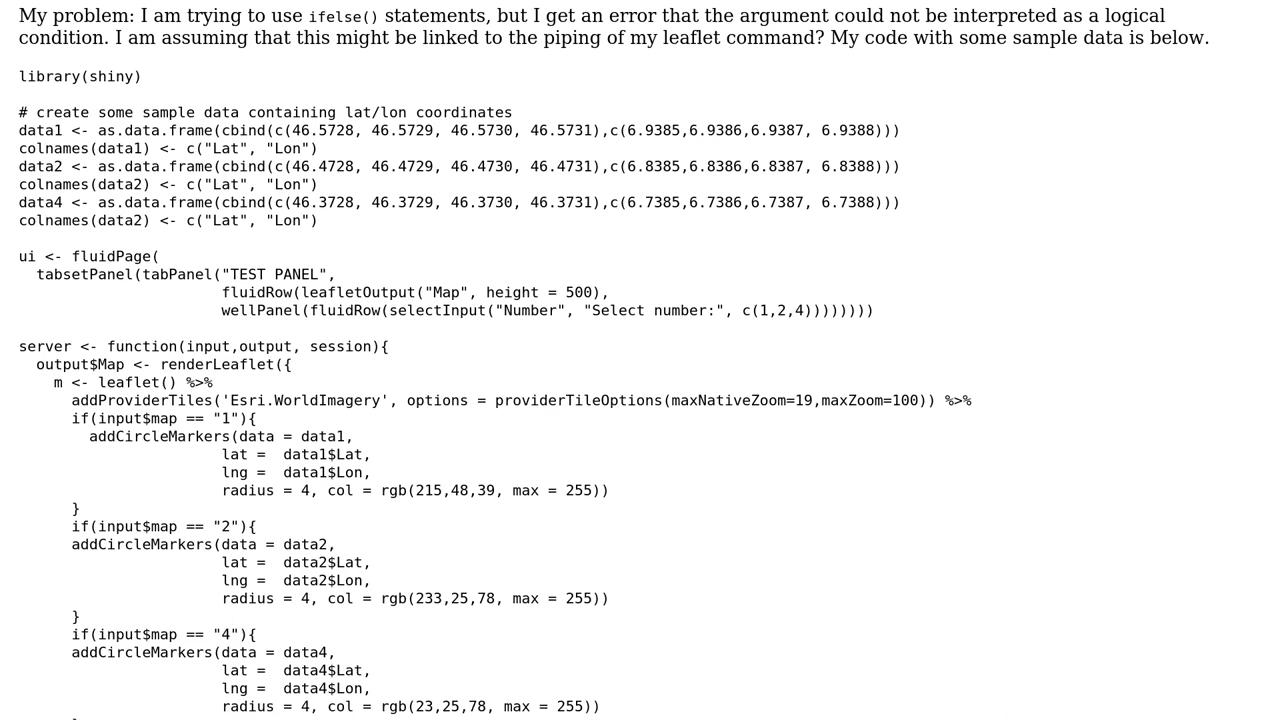 My problem: I am trying to use ifelse() statements, but I get an error that the argument could not be interpreted as a logical
condition. I am assuming that this might be linked to the piping of my leaflet command? My code with some sample data is below.
library(shiny)
# create some sample data containing lat/lon coordinates
data1 <- as.data.frame(cbind(c(46.5728, 46.5729, 46.5730, 46.5731),c(6.9385,6.9386,6.9387, 6.9388)))
colnames(data1) <- c("Lat", "Lon")
data2 <- as.data.frame(cbind(c(46.4728, 46.4729, 46.4730, 46.4731),c(6.8385,6.8386,6.8387, 6.8388)))
colnames(data2) <- c("Lat", "Lon")
data4 <- as.data.frame(cbind(c(46.3728, 46.3729, 46.3730, 46.3731),c(6.7385,6.7386,6.7387, 6.7388)))
colnames(data2) <- c("Lat", "Lon")
ui <- fluidPage(
  tabsetPanel(tabPanel("TEST PANEL",
                       fluidRow(leafletOutput("Map", height = 500),
                       wellPanel(fluidRow(selectInput("Number", "Select number:", c(1,2,4))))))))
server <- function(input,output, session){
  output$Map <- renderLeaflet({
    m <- leaflet() %>%
      addProviderTiles('Esri.WorldImagery', options = providerTileOptions(maxNativeZoom=19,maxZoom=100)) %>%
      if(input$map == "1"){
        addCircleMarkers(data = data1,
                       lat =  data1$Lat,
                       lng =  data1$Lon,
                       radius = 4, col = rgb(215,48,39, max = 255))
      }
      if(input$map == "2"){
      addCircleMarkers(data = data2,
                       lat =  data2$Lat,
                       lng =  data2$Lon,
                       radius = 4, col = rgb(233,25,78, max = 255))
      }
      if(input$map == "4"){
      addCircleMarkers(data = data4,
                       lat =  data4$Lat,
                       lng =  data4$Lon,
                       radius = 4, col = rgb(23,25,78, max = 255))